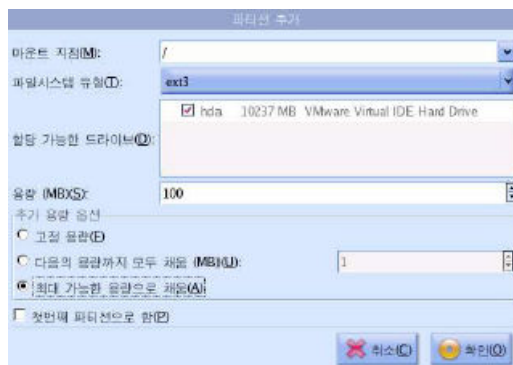 파티션 추가
마운트 지점(M): /
파일시스템 유형(T): ext3
할당 가능한 드라이브(D): hda 10237 MB VMware Virtual IDE Hard Drive
용량 (MB)(S): 100
추가 용량 옵션
고정 용량(F)
다음의 용량까지 모두 채움 (MB)(U): 1
최대 가능한 용량으로 채움(A)
첫번째 파티션으로 함(P)
취소(C) 확인(O)